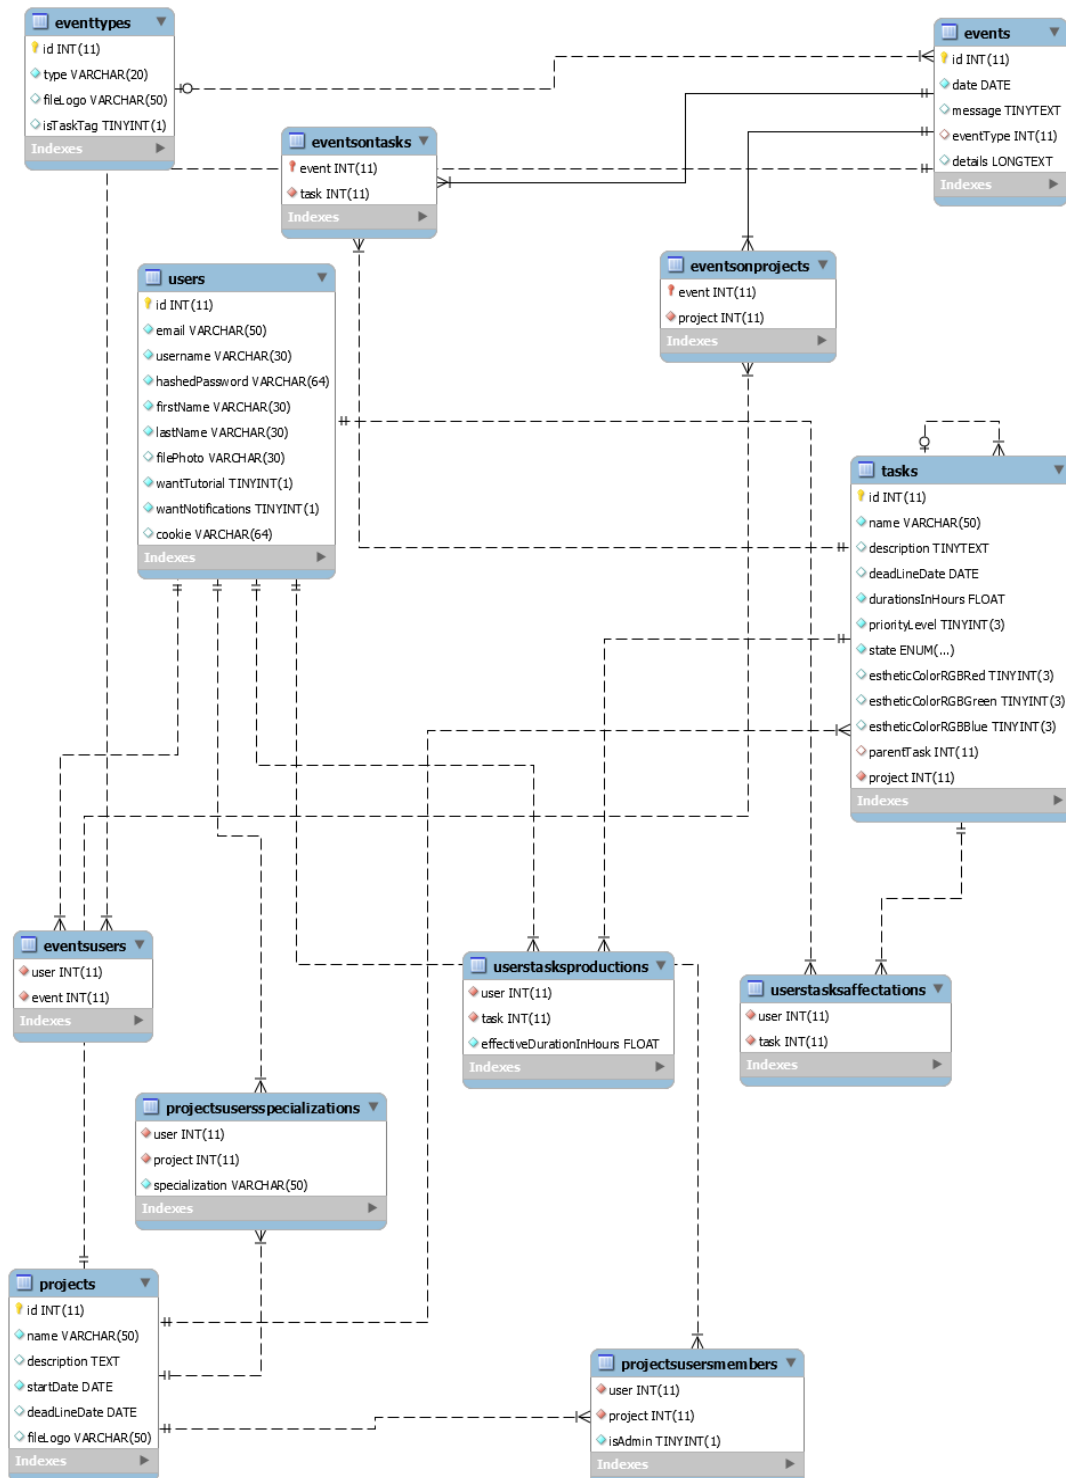 eventtypes
id INT(11)
type VARCHAR(20)
fileLogo VARCHAR(50)
isTaskTag TINYINT(1)
Indexes
events
id INT(11)
date DATE
message TINYTEXT
eventType INT(11)
details LONGTEXT
Indexes
eventsontasks
event INT(11)
task INT(11)
Indexes
eventsonprojects
event INT(11)
project INT(11)
Indexes
users
id INT(11)
email VARCHAR(50)
username VARCHAR(30)
hashedPassword VARCHAR(64)
firstName VARCHAR(30)
lastName VARCHAR(30)
filePhoto VARCHAR(30)
wantTutorial TINYINT(1)
wantNotifications TINYINT(1)
cookie VARCHAR(64)
Indexes
tasks
id INT(11)
name VARCHAR(50)
description TINYTEXT
deadLineDate DATE
durationsInHours FLOAT
priorityLevel TINYINT(3)
state ENUM(...)
estheticColorRGBRed TINYINT(3)
estheticColorRGBGreen TINYINT(3)
estheticColorRGBBlue TINYINT(3)
parentTask INT(11)
project INT(11)
Indexes
eventsusers
user INT(11)
event INT(11)
Indexes
userstasksproductions
user INT(11)
task INT(11)
effectiveDurationInHours FLOAT
Indexes
userstasksaffectations
user INT(11)
task INT(11)
Indexes
projectsusersspecializations
user INT(11)
project INT(11)
specialization VARCHAR(50)
Indexes
projects
id INT(11)
name VARCHAR(50)
description TEXT
startDate DATE
deadLineDate DATE
fileLogo VARCHAR(50)
Indexes
projectsusersmembers
user INT(11)
project INT(11)
isAdmin TINYINT(1)
Indexes